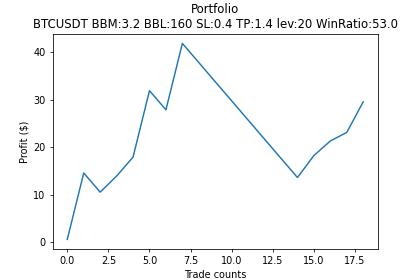 Portfolio
BTCUSDT BBM:3.2 BBL:160 SL:0.4 TP:1.4 lev:20 WinRatio:53.0
Profit ($)
40
30
20
10
0
0.0 2.5 5.0 7.5 10.0 12.5 15.0 17.5
Trade counts